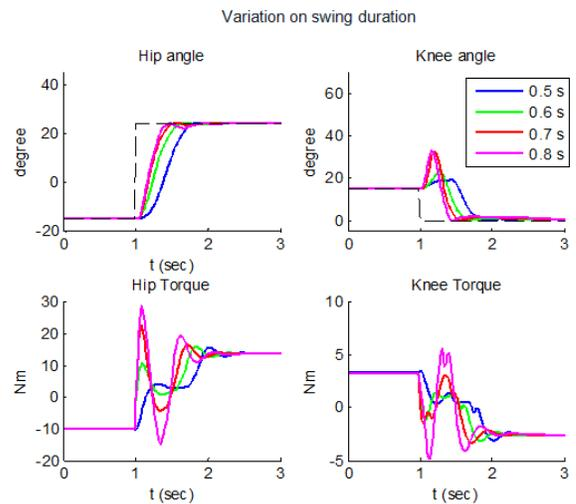 Variation on swing duration
Hip angle
Knee angle
degree
40
20
0
-20
0
1
2
3
t (sec)
degree
60
40
20
0
0
1
2
3
0.5 s
0.6 s
0.7 s
0.8 s
Hip Torque
Knee Torque
Nm
30
20
10
0
-10
-20
0
1
2
3
t (sec)
Nm
10
5
0
-5
0
1
2
3
t (sec)